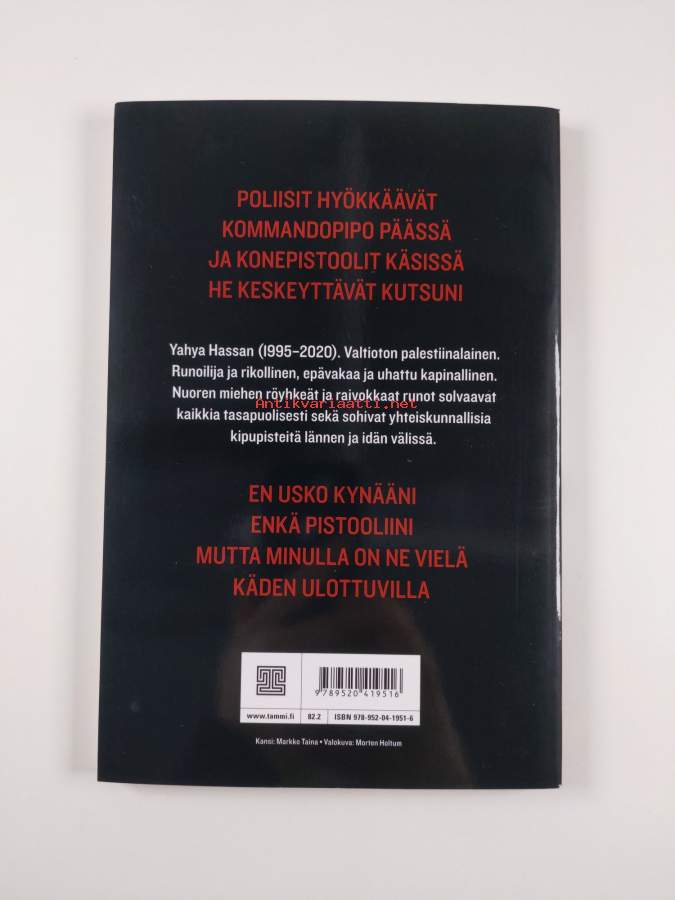 POLIISIT HYÖKKÄÄVÄT
KOMMANDOPIPO PÄÄSSÄ
JA KONEPISTOOLIT KÄSISSÄ
HE KESKEYTTÄVÄT KUTSUNI
Yahya Hassan (1995–2020). Valtioton palestiinalainen.
Runoilija ja rikollinen, epävakaa ja uhattu kapinallinen.
Nuoren miehen röyhkeät ja raivokkaat runot solvaavat
Antikvariaatti.net
kaikkia tasapuolisesti sekä sohivat yhteiskunnallisia
kipupisteitä lännen ja idän välissä.
EN USKO KYNÄÄNI
ENKÄ PISTOOLIINI
MUTTA MINULLA ON NE VIELÄ
KÄDEN ULOTTUVILLA
9789520419516
www.tammi.fi 82.2 ISBN 978-952-04-1951-6
Kansi: Markko Taina • Valokuva: Morten Holtum